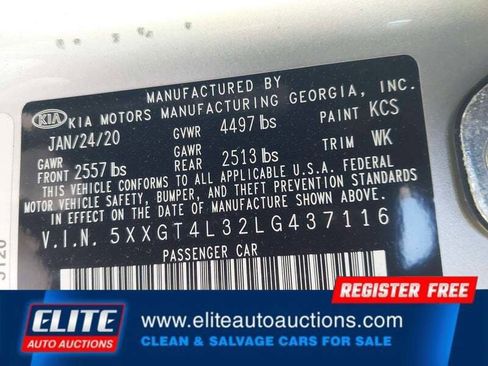 MANUFACTURED BY
KIA KIA MOTORS MANUFACTURING GEORGIA, INC.
JAN/24/20 GVWR 4497 lbs PAINT KCS
GAWR FRONT 2557 lbs GAWR REAR 2513 lbs TRIM WK
THIS VEHICLE CONFORMS TO ALL APPLICABLE U.S.A. FEDERAL
MOTOR VEHICLE SAFETY, BUMPER, AND THEFT PREVENTION STANDARDS
IN EFFECT ON THE DATE OF MANUFACTURE SHOWN ABOVE.
V.I.N. 5XXGT4L32LG437116
PASSENGER CAR
ELITE
AUTO AUCTIONS
REGISTER FREE
www.eliteautoauctions.com
CLEAN & SALVAGE CARS FOR SALE